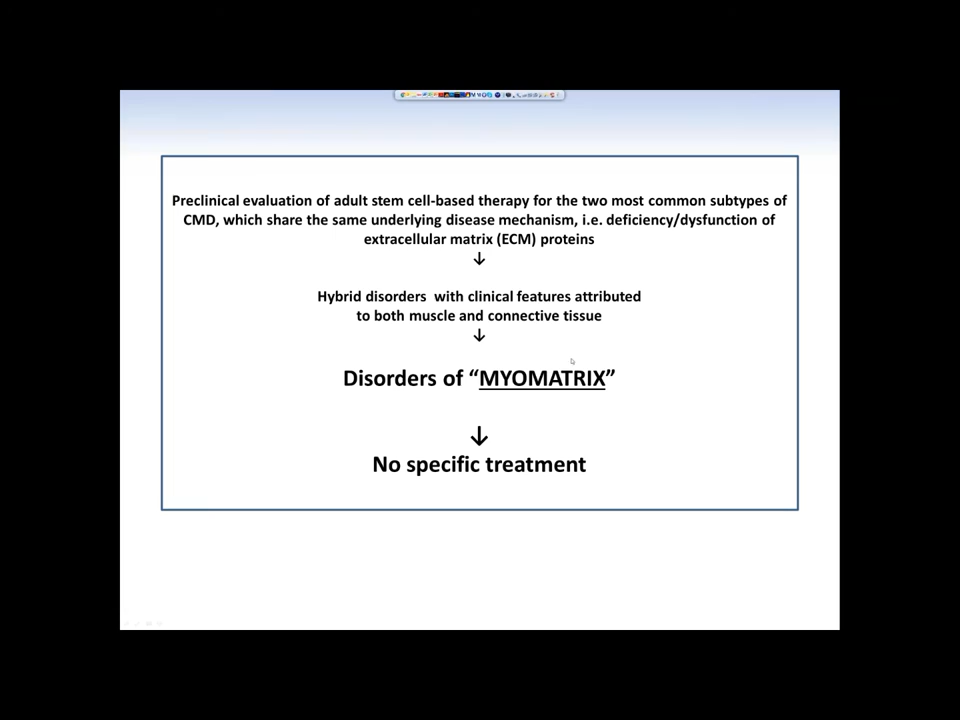 Preclinical evaluation of adult stem cell-based therapy for the two most common subtypes of
CMD, which share the same underlying disease mechanism, i.e. deficiency/dysfunction of
extracellular matrix (ECM) proteins
↓
Hybrid disorders with clinical features attributed
to both muscle and connective tissue
↓
Disorders of “MYOMATRIX”
↓
No specific treatment